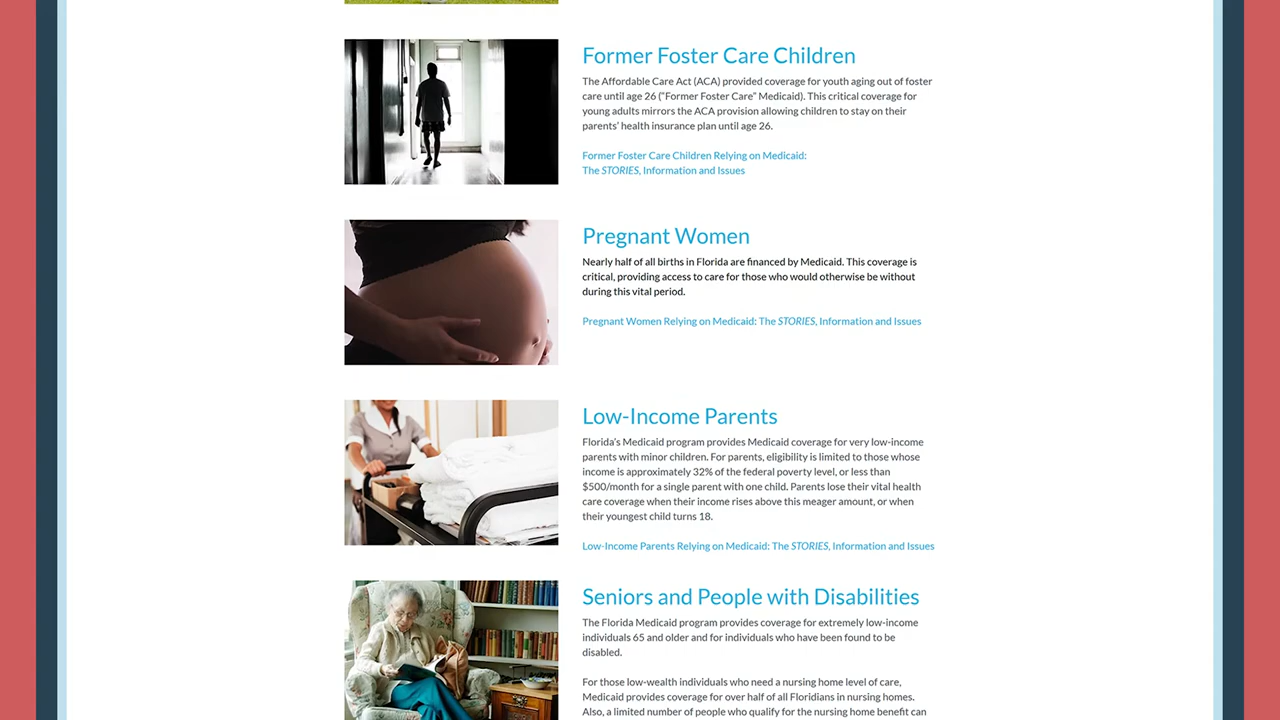 Former Foster Care Children
The Affordable Care Act (ACA) provided coverage for youth aging out of foster
care until age 26 (“Former Foster Care” Medicaid). This critical coverage for
young adults mirrors the ACA provision allowing children to stay on their
parents’ health insurance plan until age 26.
Former Foster Care Children Relying on Medicaid:
The STORIES, Information and Issues
Pregnant Women
Nearly half of all births in Florida are financed by Medicaid. This coverage is
critical, providing access to care for those who would otherwise be without
during this vital period.
Pregnant Women Relying on Medicaid: The STORIES, Information and Issues
Low-Income Parents
Florida’s Medicaid program provides Medicaid coverage for very low-income
parents with minor children. For parents, eligibility is limited to those whose
income is approximately 32% of the federal poverty level, or less than
$500/month for a single parent with one child. Parents lose their vital health
care coverage when their income rises above this meager amount, or when
their youngest child turns 18.
Low-Income Parents Relying on Medicaid: The STORIES, Information and Issues
Seniors and People with Disabilities
The Florida Medicaid program provides coverage for extremely low-income
individuals 65 and older and for individuals who have been found to be
disabled.
For those low-wealth individuals who need a nursing home level of care,
Medicaid provides coverage for over half of all Floridians in nursing homes.
Also, a limited number of people who qualify for the nursing home benefit can